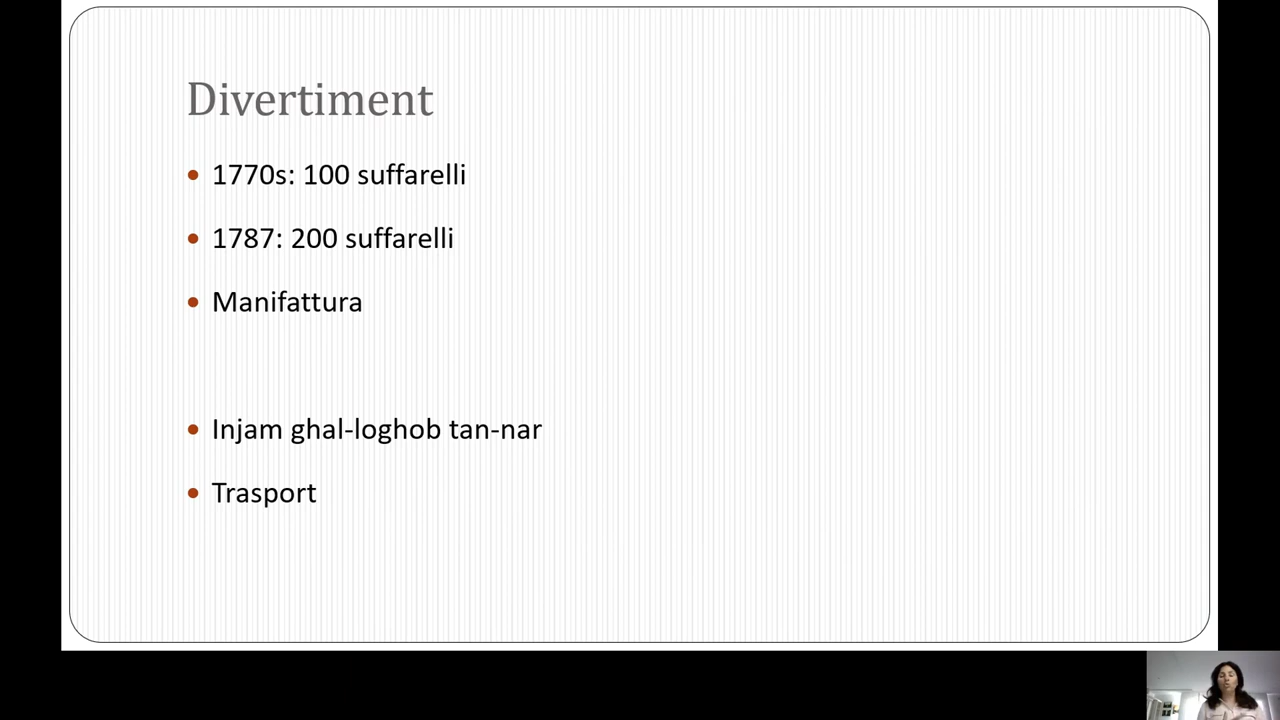 Divertiment
1770s: 100 suffarelli
1787: 200 suffarelli
Manifattura
Injam ghal-loghob tan-nar
Trasport